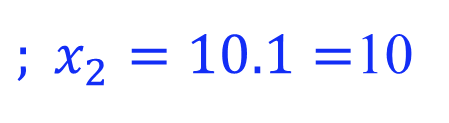 ; x₂ = 10.1 =10